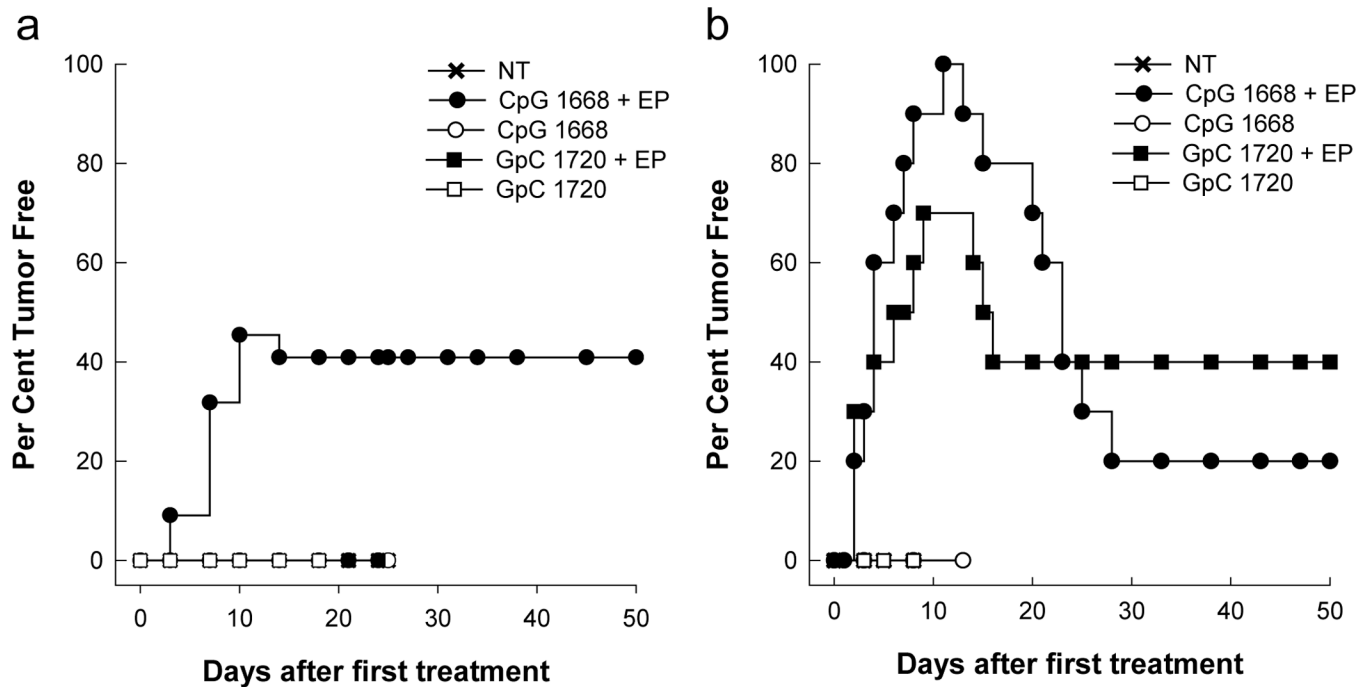 a
Per Cent Tumor Free
100
80
60
40
20
0
NT
CpG 1668 + EP
CpG 1668
GpC 1720 + EP
GpC 1720
0 10 20 30 40 50
Days after first treatment
b
Per Cent Tumor Free
100
80
60
40
20
0
NT
CpG 1668 + EP
CpG 1668
GpC 1720 + EP
GpC 1720
0 10 20 30 40 50
Days after first treatment